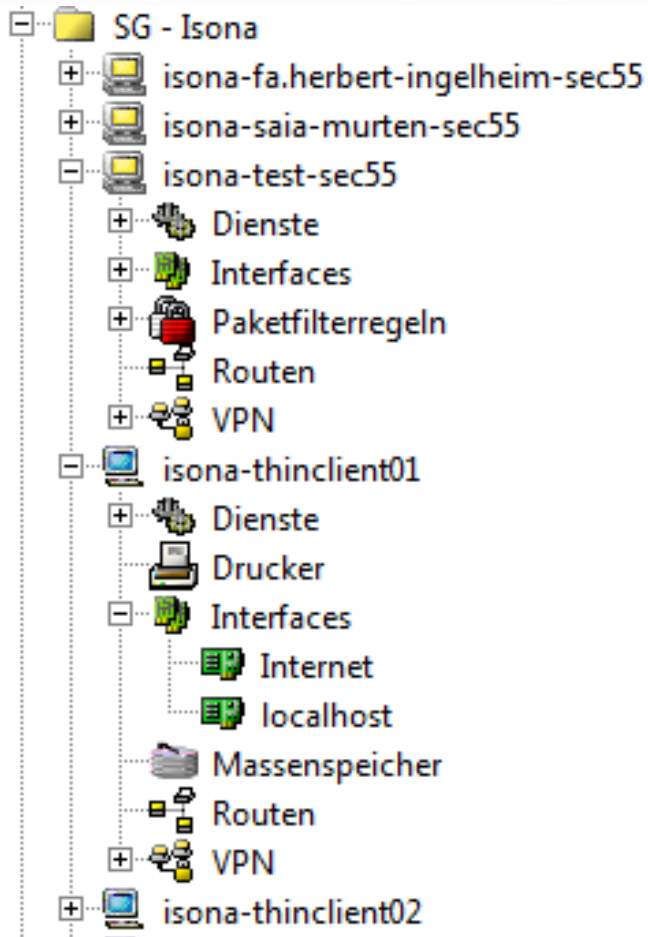 SG - Isona
isona-fa.herbert-ingelheim-sec55
isona-saia-murten-sec55
isona-test-sec55
Dienste
Interfaces
Paketfilterregeln
Routen
VPN
isona-thinclient01
Dienste
Drucker
Interfaces
Internet
localhost
Massenspeicher
Routen
VPN
isona-thinclient02